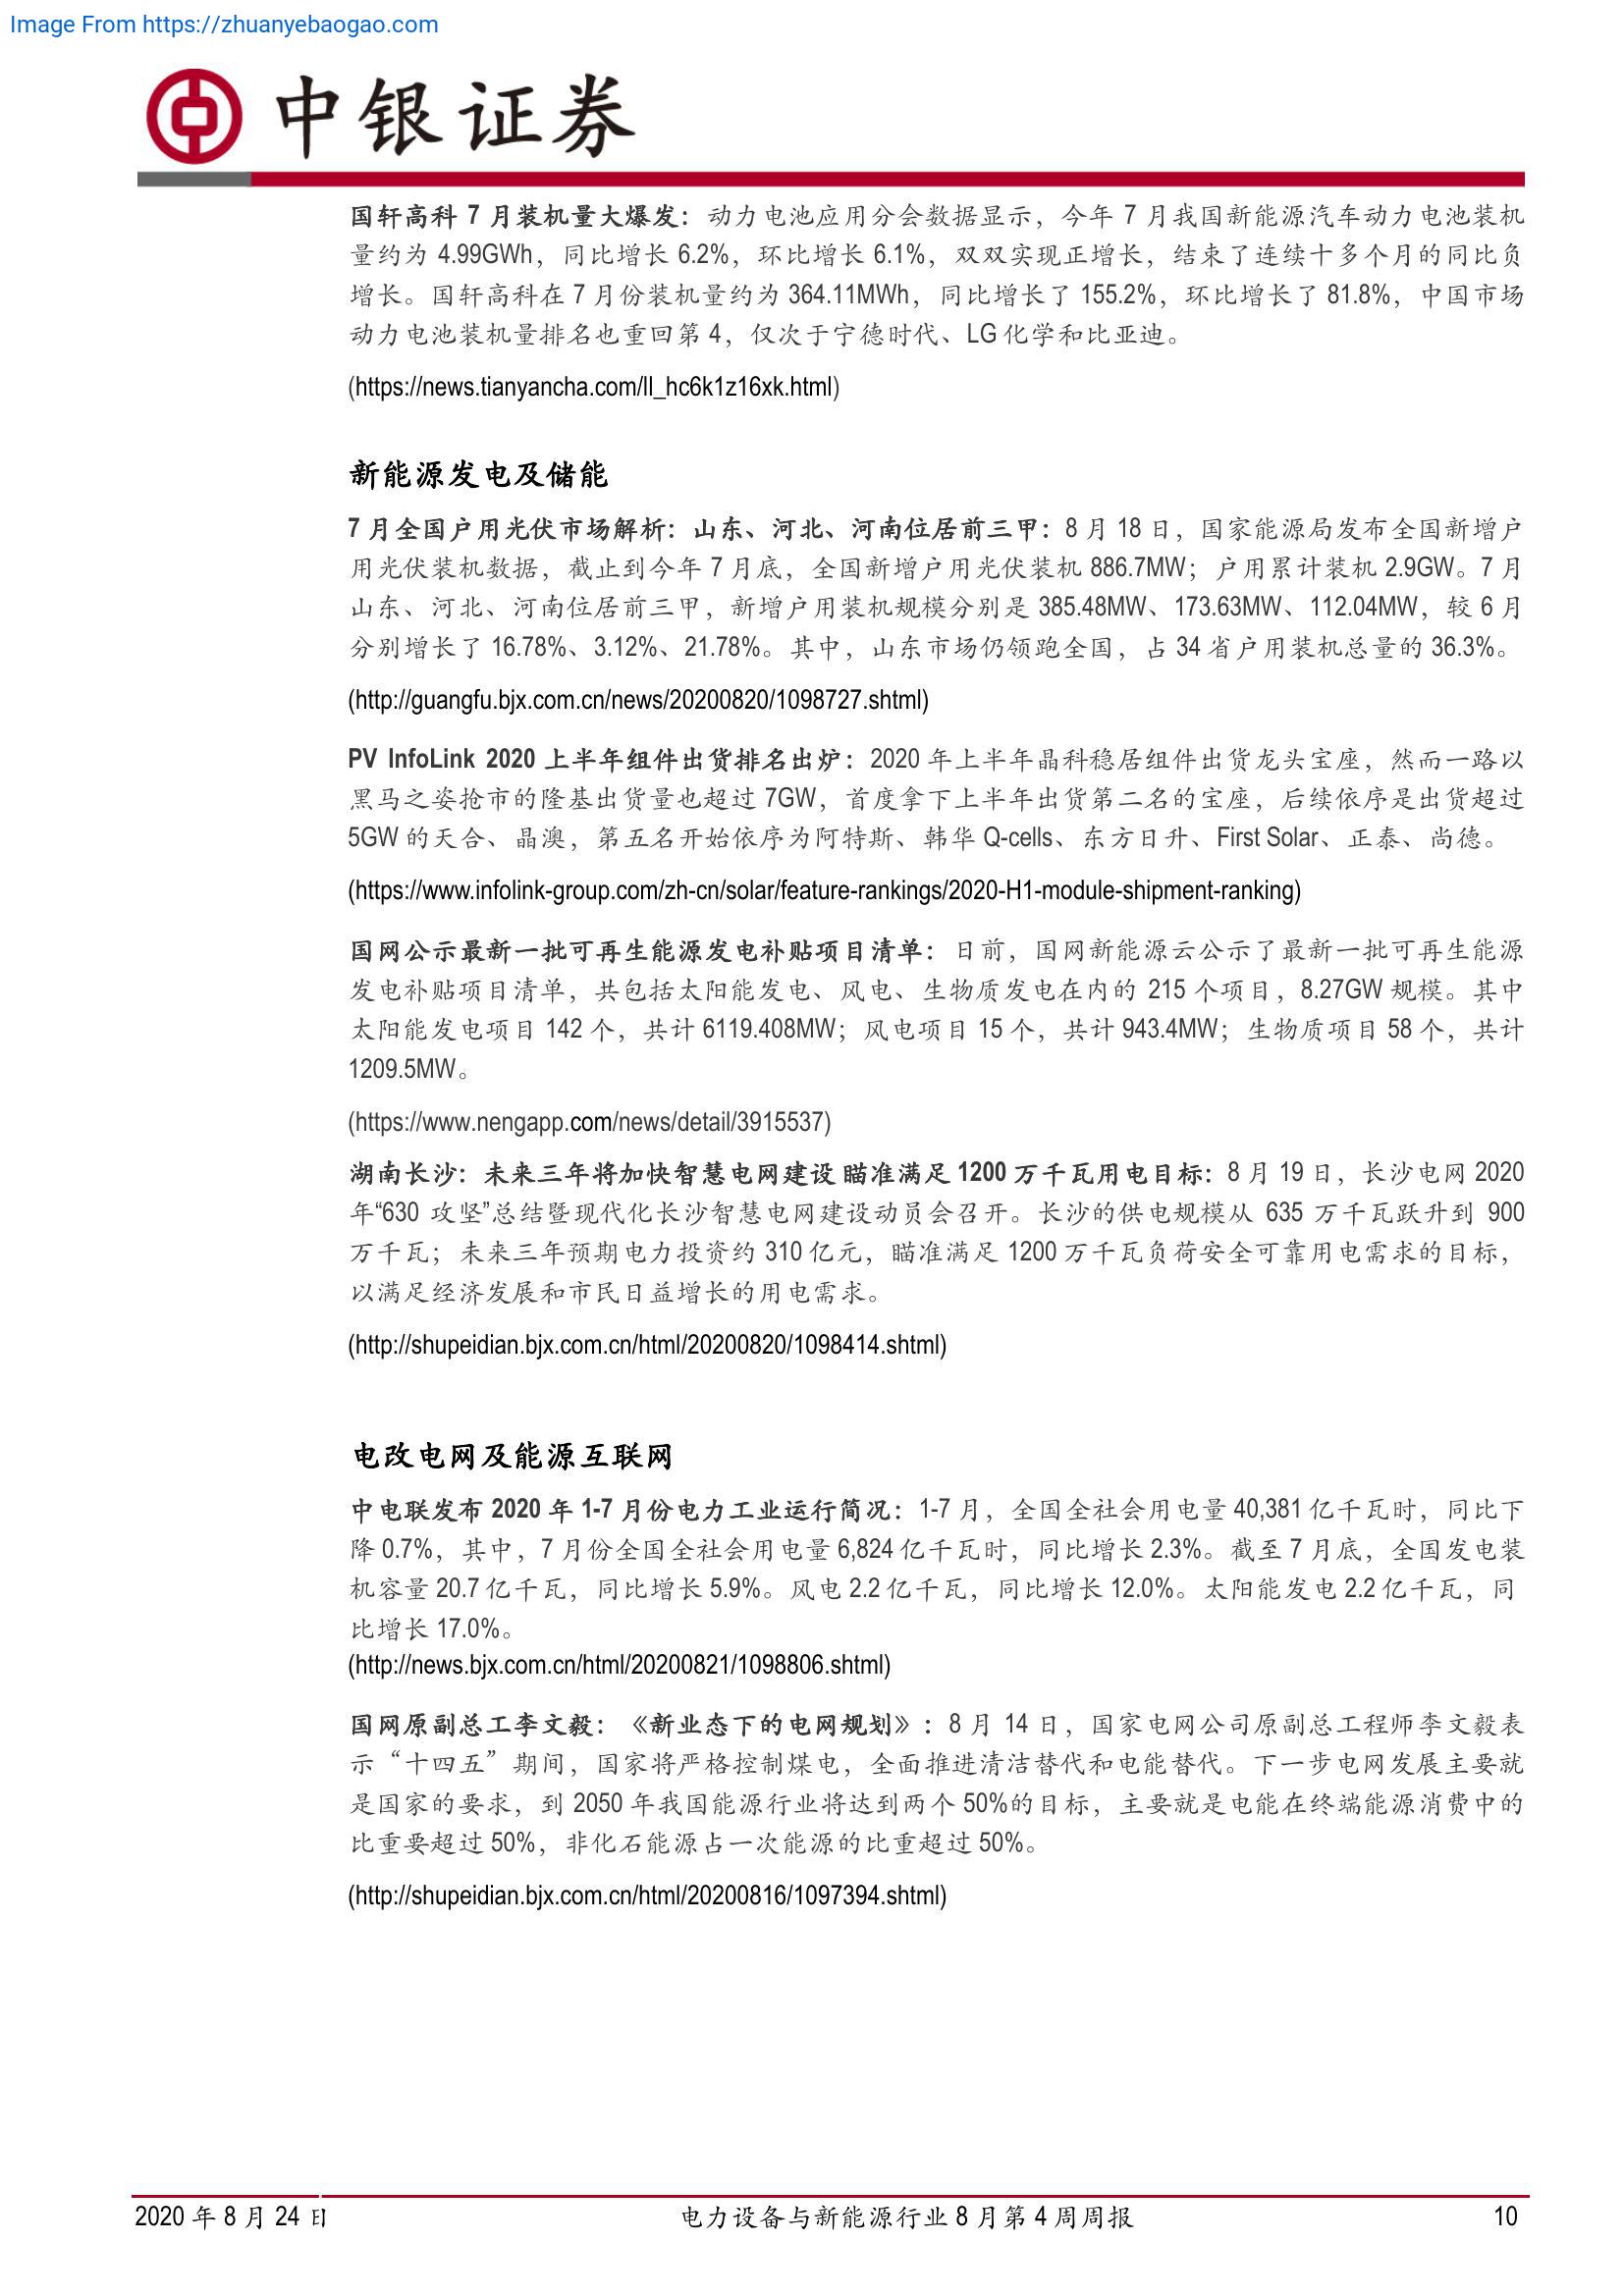 Image From https://zhuanyebaogao.com
中银证券
国轩高科 7 月装机量大爆发：动力电池应用分会数据显示，今年 7 月我国新能源汽车动力电池装机
量约为 4.99GWh，同比增长 6.2%，环比增长 6.1%，双双实现正增长，结束了连续十多个月的同比负
增长。国轩高科在 7 月份装机量约为 364.11MWh，同比增长了 155.2%，环比增长了 81.8%，中国市场
动力电池装机量排名也重回第 4，仅次于宁德时代、LG 化学和比亚迪。
(https://news.tianyancha.com/ll_hc6k1z16xk.html)
新能源发电及储能
7 月全国户用光伏市场解析：山东、河北、河南位居前三甲：8 月 18 日，国家能源局发布全国新增户
用光伏装机数据，截止到今年 7 月底，全国新增户用光伏装机 886.7MW；户用累计装机 2.9GW。7 月
山东、河北、河南位居前三甲，新增户用装机规模分别是 385.48MW、173.63MW、112.04MW，较 6 月
分别增长了 16.78%、3.12%、21.78%。其中，山东市场仍领跑全国，占 34 省户用装机总量的 36.3%。
(http://guangfu.bjx.com.cn/news/20200820/1098727.shtml)
PV InfoLink 2020 上半年组件出货排名出炉：2020 年上半年晶科稳居组件出货龙头宝座，然而一路以
黑马之姿抢市的隆基出货量也超过 7GW，首度拿下上半年出货第二名的宝座，后续依序是出货超过
5GW 的天合、晶澳，第五名开始依序为阿特斯、韩华 Q-cells、东方日升、First Solar、正泰、尚德。
(https://www.infolink-group.com/zh-cn/solar/feature-rankings/2020-H1-module-shipment-ranking)
国网公示最新一批可再生能源发电补贴项目清单：日前，国网新能源云公示了最新一批可再生能源
发电补贴项目清单，共包括太阳能发电、风电、生物质发电在内的 215 个项目，8.27GW 规模。其中
太阳能发电项目 142 个，共计 6119.408MW；风电项目 15 个，共计 943.4MW；生物质项目 58 个，共计
1209.5MW。
(https://www.nengapp.com/news/detail/3915537)
湖南长沙：未来三年将加快智慧电网建设 瞄准满足 1200 万千瓦用电目标：8 月 19 日，长沙电网 2020
年“630 攻坚”总结暨现代化长沙智慧电网建设动员会召开。长沙的供电规模从 635 万千瓦跃升到 900
万千瓦；未来三年预期电力投资约 310 亿元，瞄准满足 1200 万千瓦负荷安全可靠用电需求的目标，
以满足经济发展和市民日益增长的用电需求。
(http://shupeidian.bjx.com.cn/html/20200820/1098414.shtml)
电改电网及能源互联网
中电联发布 2020 年 1-7 月份电力工业运行简况：1-7 月，全国全社会用电量 40,381 亿千瓦时，同比下
降 0.7%，其中，7 月份全国全社会用电量 6,824 亿千瓦时，同比增长 2.3%。截至 7 月底，全国发电装
机容量 20.7 亿千瓦，同比增长 5.9%。风电 2.2 亿千瓦，同比增长 12.0%。太阳能发电 2.2 亿千瓦，同
比增长 17.0%。
(http://news.bjx.com.cn/html/20200821/1098806.shtml)
国网原副总工李文毅：《新业态下的电网规划》：8 月 14 日，国家电网公司原副总工程师李文毅表
示“十四五”期间，国家将严格控制煤电，全面推进清洁替代和电能替代。下一步电网发展主要就
是国家的要求，到 2050 年我国能源行业将达到两个 50%的目标，主要就是电能在终端能源消费中的
比重要超过 50%，非化石能源占一次能源的比重超过 50%。
(http://shupeidian.bjx.com.cn/html/20200816/1097394.shtml)
2020 年 8 月 24 日
电力设备与新能源行业 8 月第 4 周周报
10